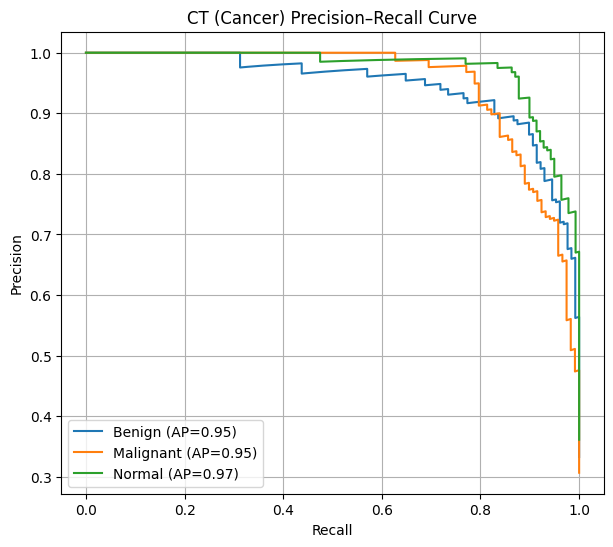 CT (Cancer) Precision–Recall Curve
Precision
1.0
0.9
0.8
0.7
0.6
0.5
0.4
0.3
Benign (AP=0.95)
Malignant (AP=0.95)
Normal (AP=0.97)
0.0 0.2 0.4 0.6 0.8 1.0
Recall